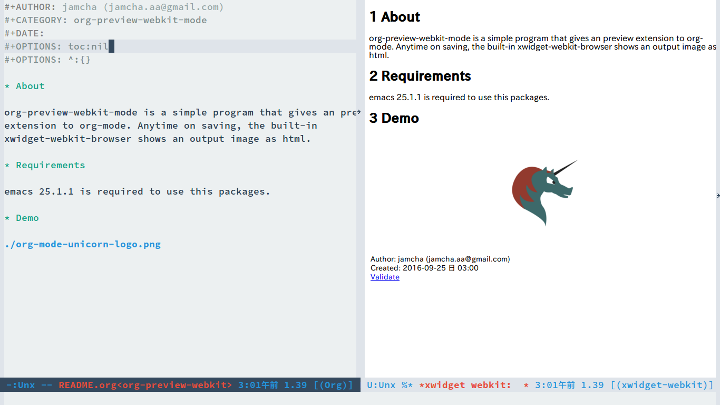 #+AUTHOR: jamcha (jamcha.aa@gmail.com)
#+CATEGORY: org-preview-webkit-mode
#+DATE:
#+OPTIONS: toc:nil
#+OPTIONS: ^:{}
* About
org-preview-webkit-mode is a simple program that gives an pre
extension to org-mode. Anytime on saving, the built-in
xwidget-webkit-browser shows an output image as html.
* Requirements
emacs 25.1.1 is required to use this packages.
* Demo
./org-mode-unicorn-logo.png
-:Unx -- README.org<org-preview-webkit> 3:01午前 1.39 [(Org)]
1 About
org-preview-webkit-mode is a simple program that gives an preview extension to org-
mode. Anytime on saving, the built-in xwidget-webkit-browser shows an output image as
html.
2 Requirements
emacs 25.1.1 is required to use this packages.
3 Demo
Author: jamcha (jamcha.aa@gmail.com)
Created: 2016-09-25 日 03:00
Validate
U:Unx %* *xwidget webkit: * 3:01午前 1.39 [(xwidget-webkit)]